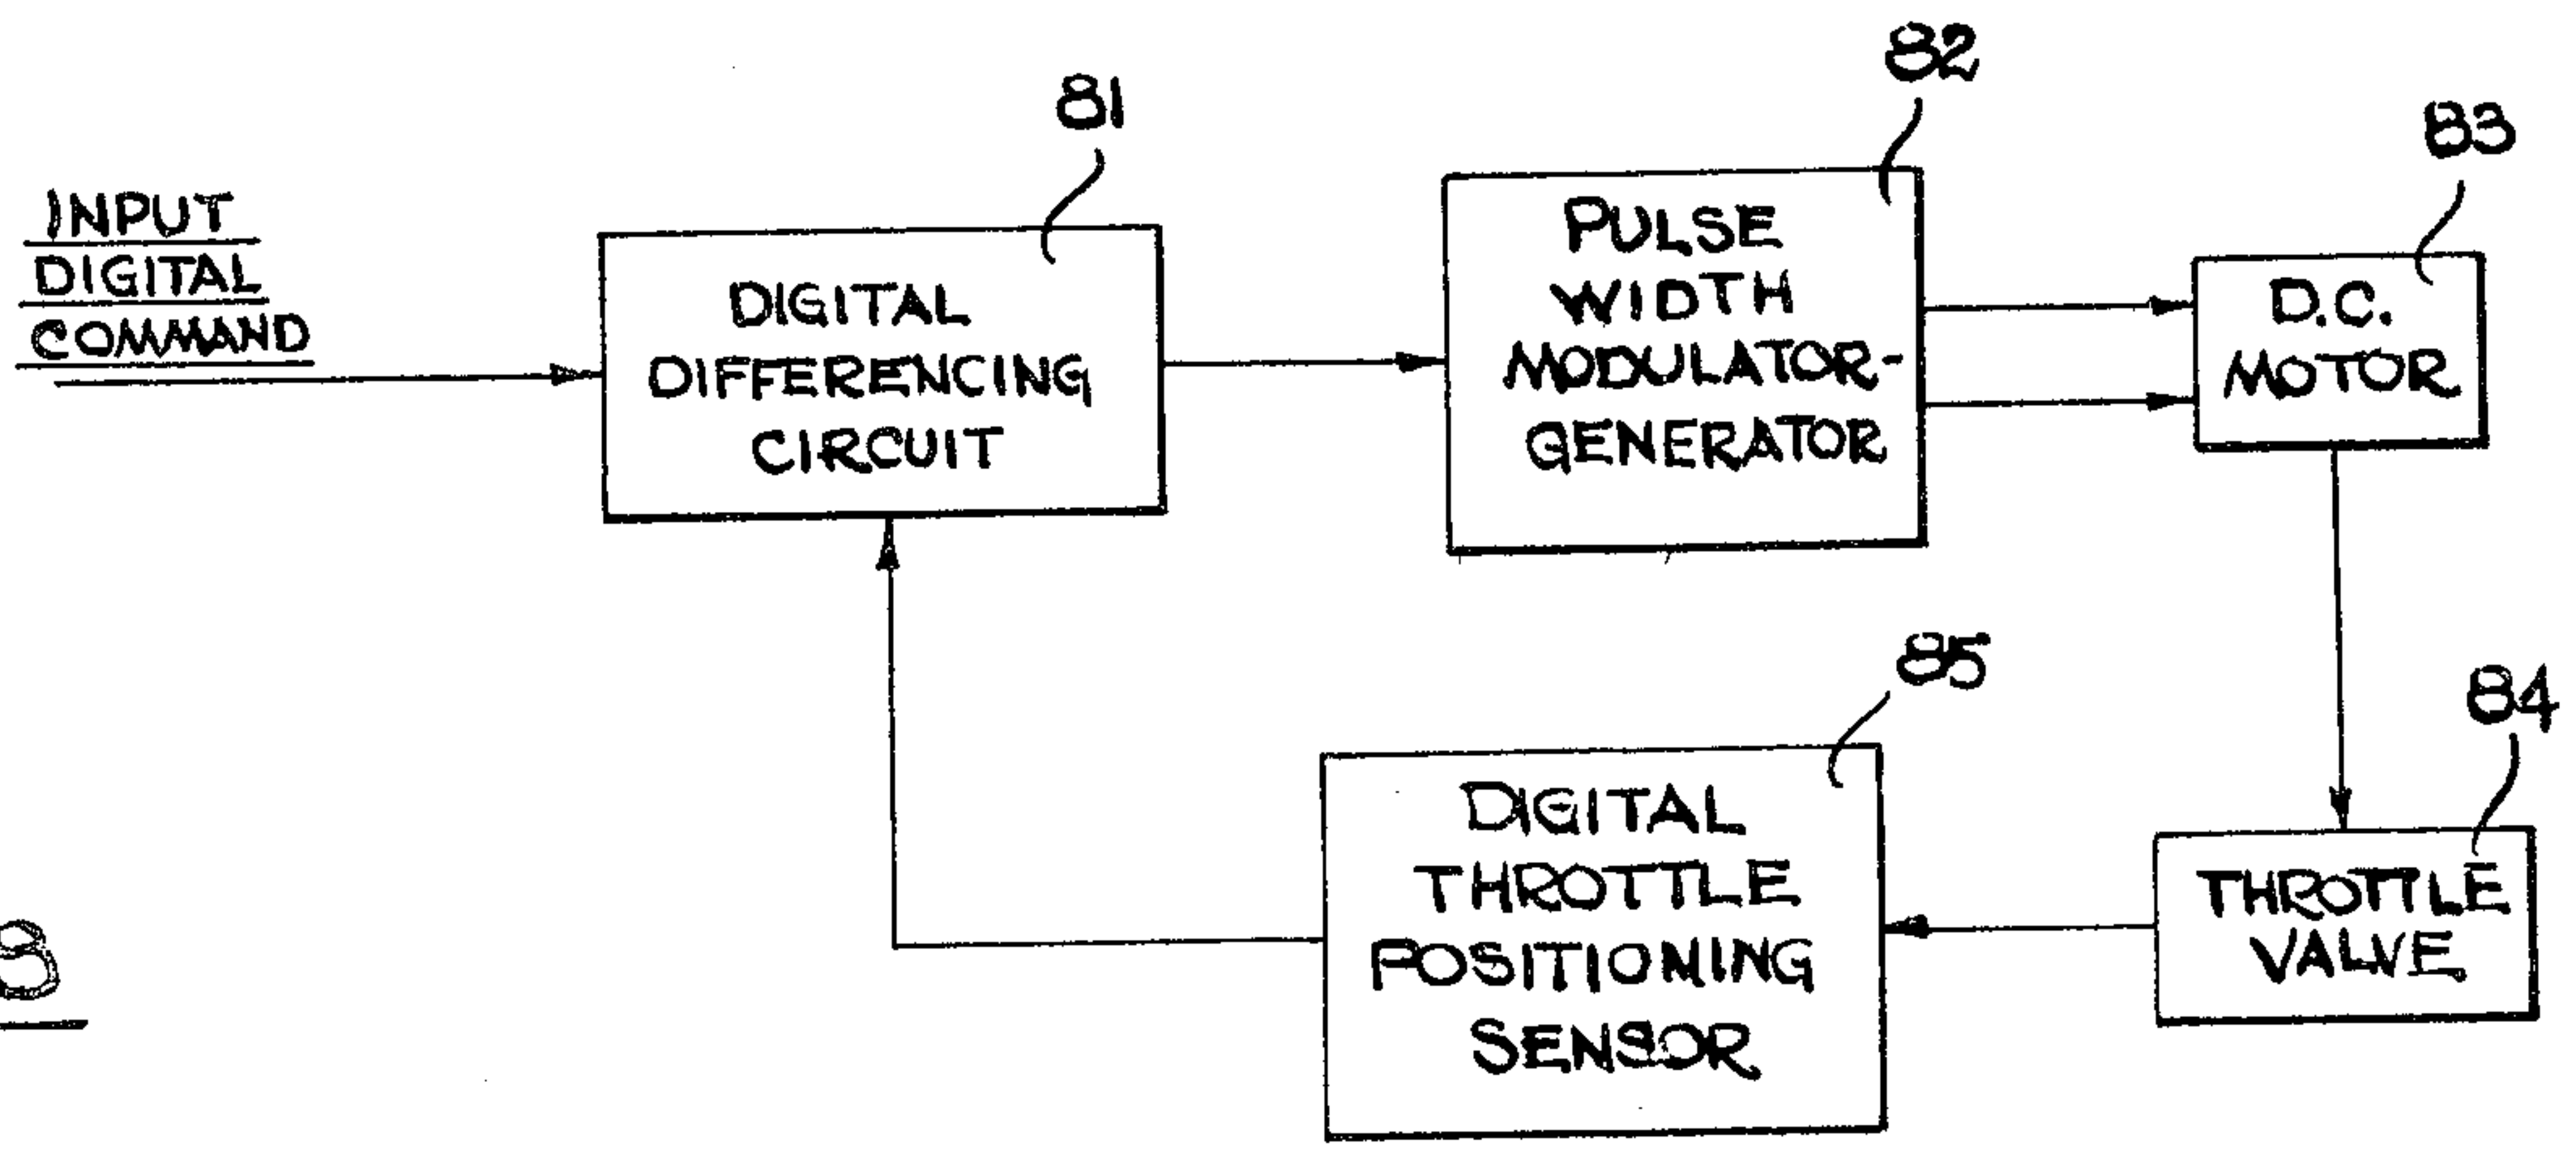 82
81
83
INPUT
DIGITAL
COMMAND
DIGITAL
DIFFERENCING
CIRCUIT
PULSE
WIDTH
MODULATOR-
GENERATOR
D.C.
MOTOR
85
84
DIGITAL
THROTTLE
POSITIONING
SENSOR
THROTTLE
VALVE
8